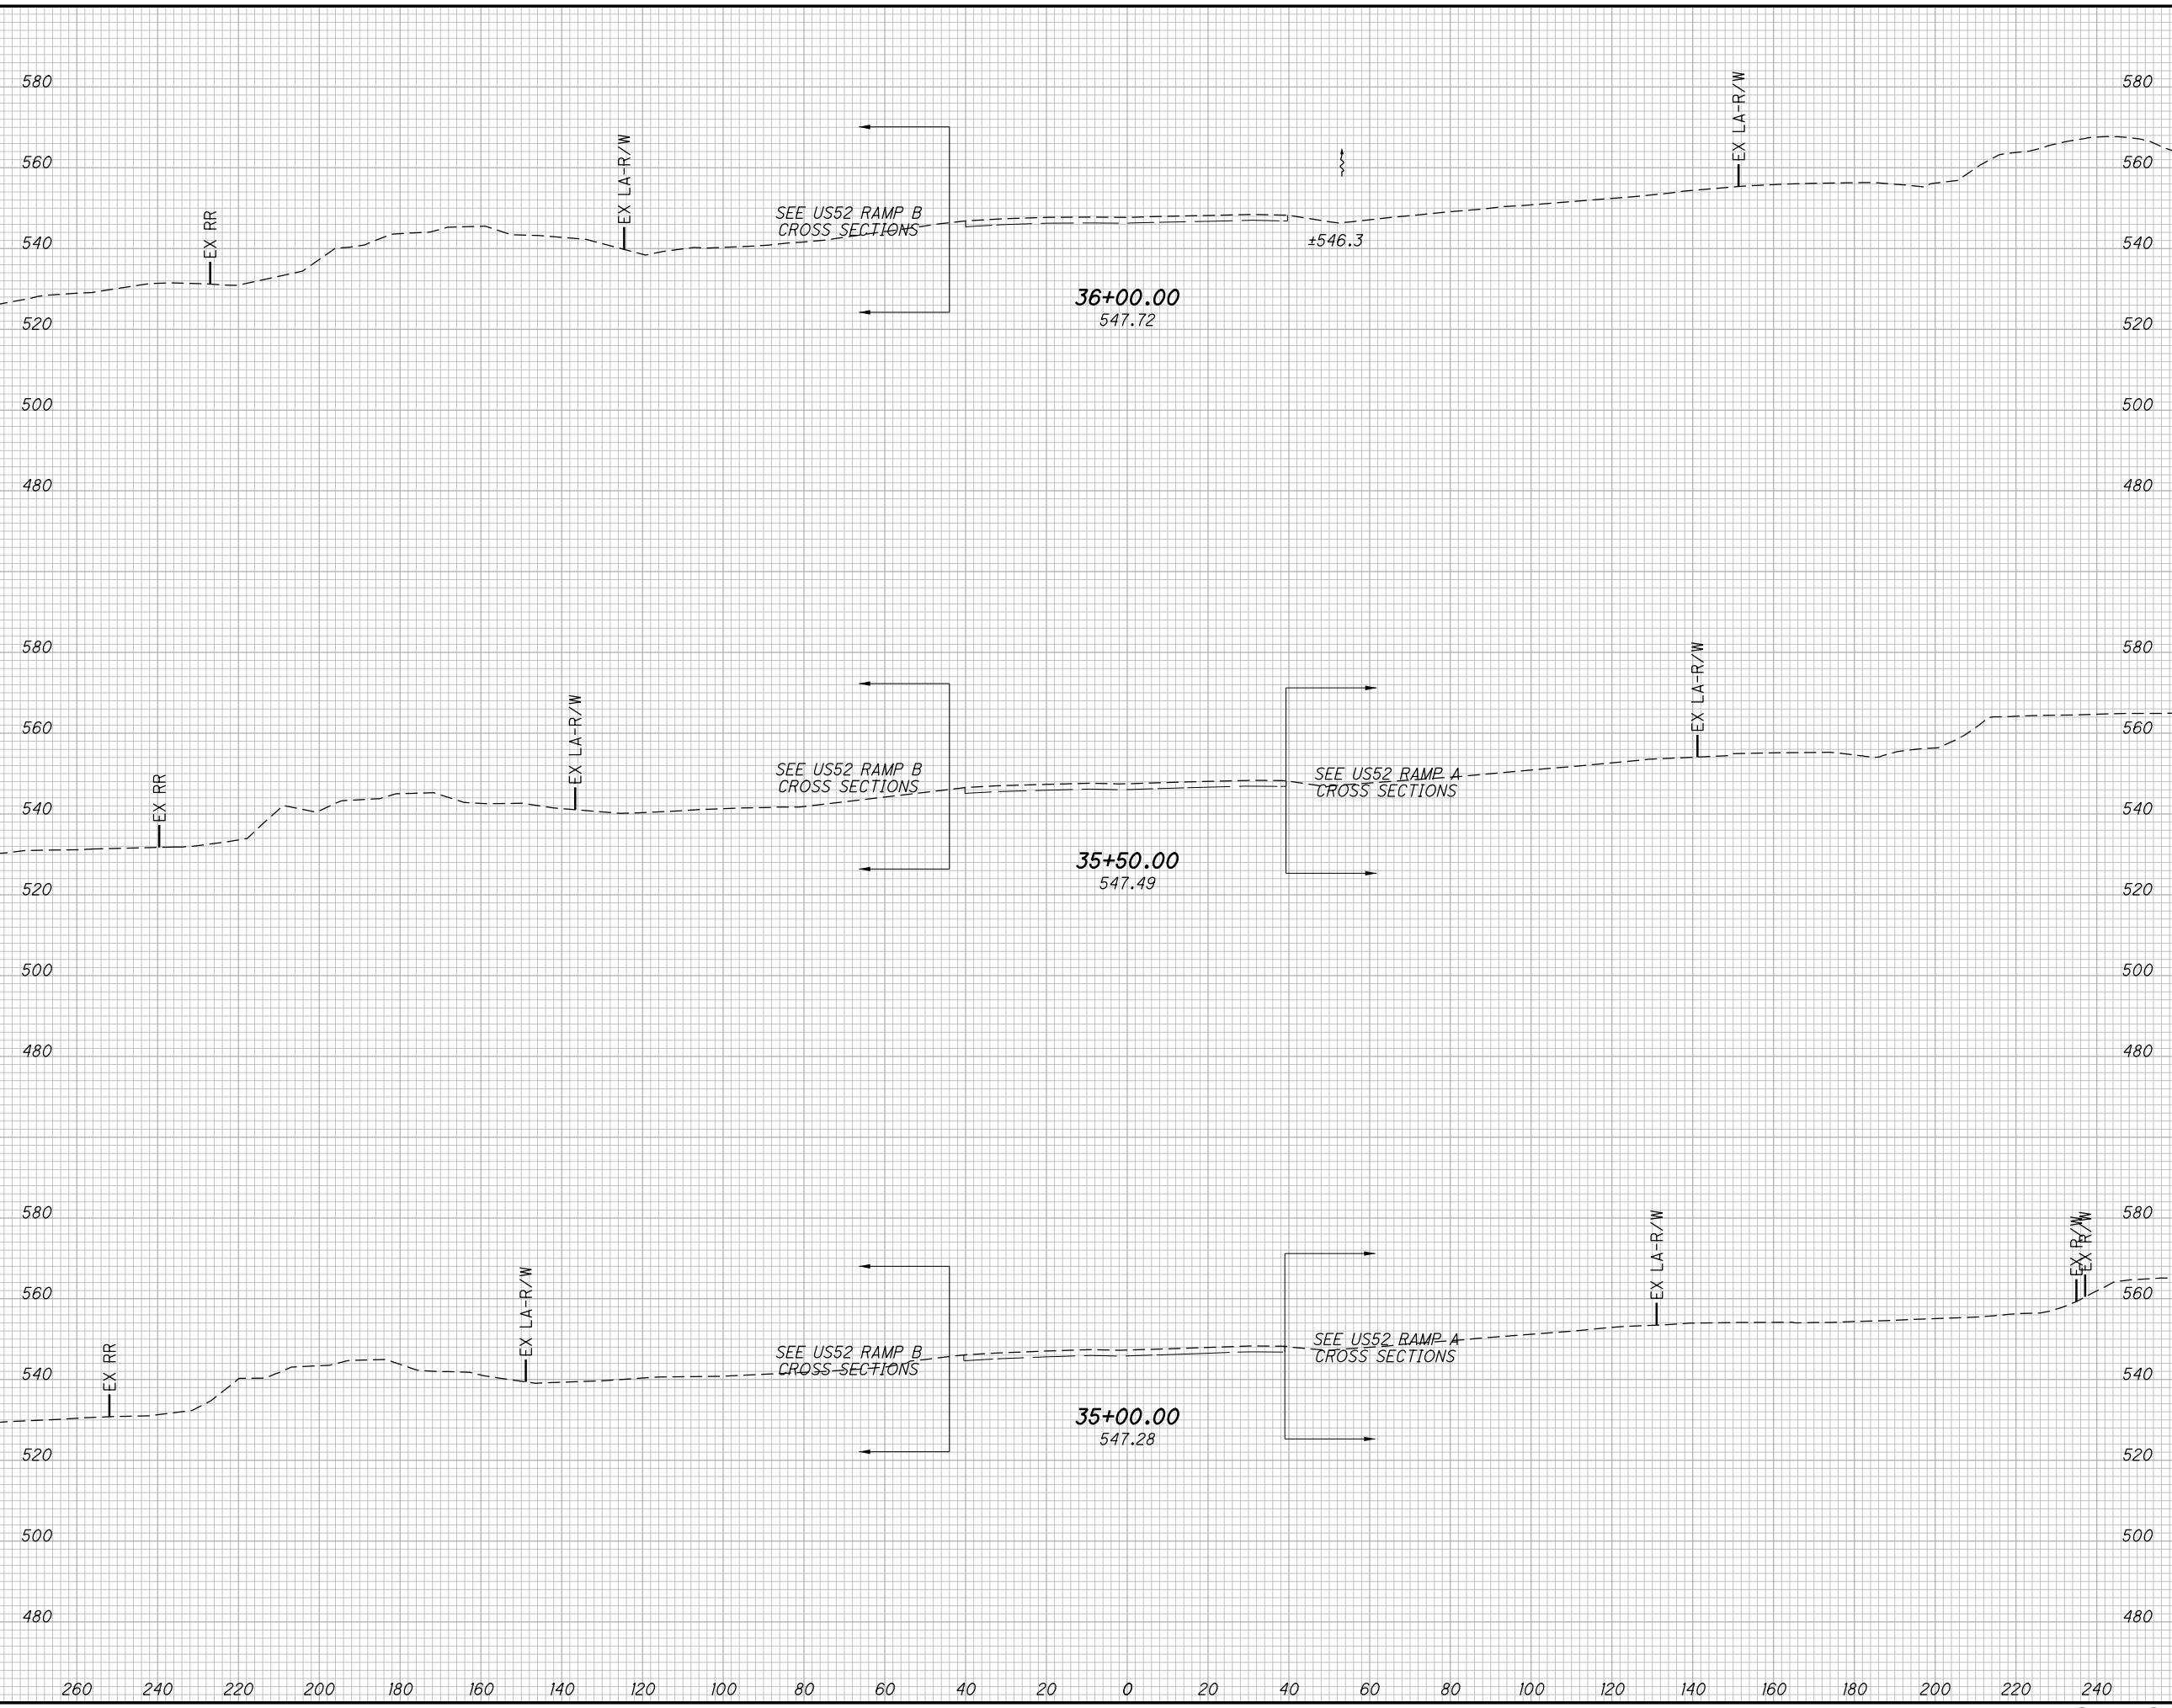 580 580
EX LA-R/W
560 EX LA-R/W 560
EX RR SEE US52 RAMP B
CROSS SECTIONS
540 ±546.3 540
36+00.00
520 547.72 520
500 500
480 480
580 EX LA-R/W 580
560 EX LA-R/W 560
EX RR SEE US52 RAMP B SEE US52 RAMP A
CROSS SECTIONS CROSS SECTIONS
540 540
35+50.00
520 547.49 520
500 500
480 480
580 EX LA-R/W EX R/W EX R/W 580
560 EX LA-R/W 560
EX RR SEE US52 RAMP B SEE US52 RAMP A
CROSS SECTIONS CROSS SECTIONS
540 540
35+00.00
520 547.28 520
500 500
480 480
260 240 220 200 180 160 140 120 100 80 60 40 20 0 20 40 60 80 100 120 140 160 180 200 220 240